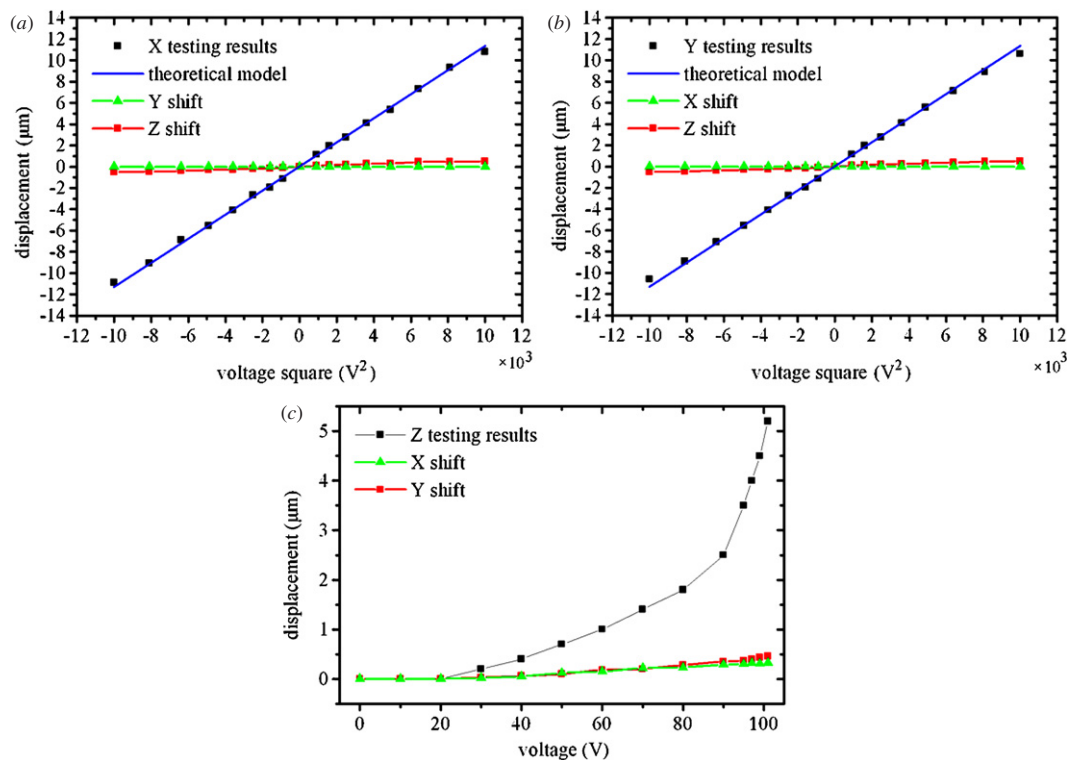 (a)
14
12
10
8
6
4
2
0
-2
-4
-6
-8
-10
-12
-14
displacement (μm)
X testing results
theoretical model
Y shift
Z shift
-12 -10 -8 -6 -4 -2 0 2 4 6 8 10 12
×10³
voltage square (V²)
(b)
14
12
10
8
6
4
2
0
-2
-4
-6
-8
-10
-12
-14
displacement (μm)
Y testing results
theoretical model
X shift
Z shift
-12 -10 -8 -6 -4 -2 0 2 4 6 8 10 12
×10³
voltage square (V²)
(c)
5
4
3
2
1
0
displacement (μm)
Z testing results
X shift
Y shift
0 20 40 60 80 100
voltage (V)